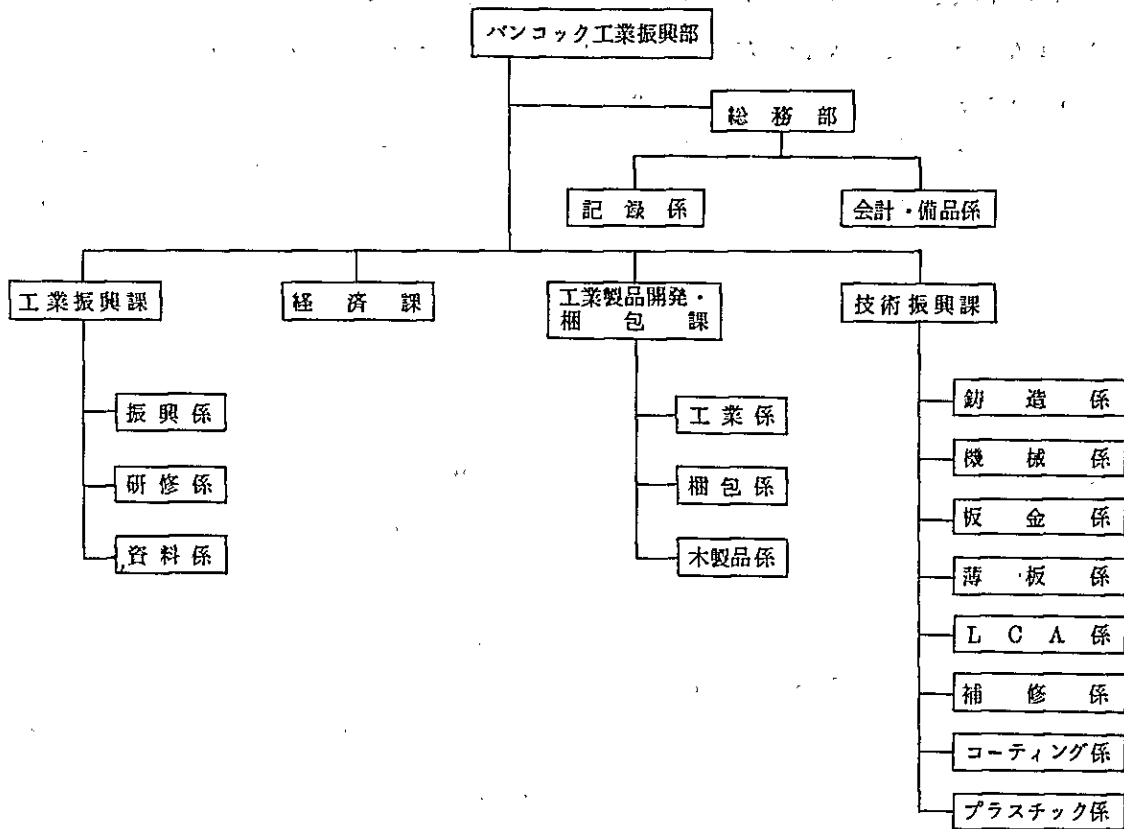 バンコック工業振興部
総務部
記録係
会計・備品係
工業振興課
経済課
工業製品開発・
梱包課
技術振興課
振興係
研修係
資料係
工業係
梱包係
木製品係
鋳造係
機械係
板金係
薄板係
LCA係
補修係
コーティング係
プラスチック係